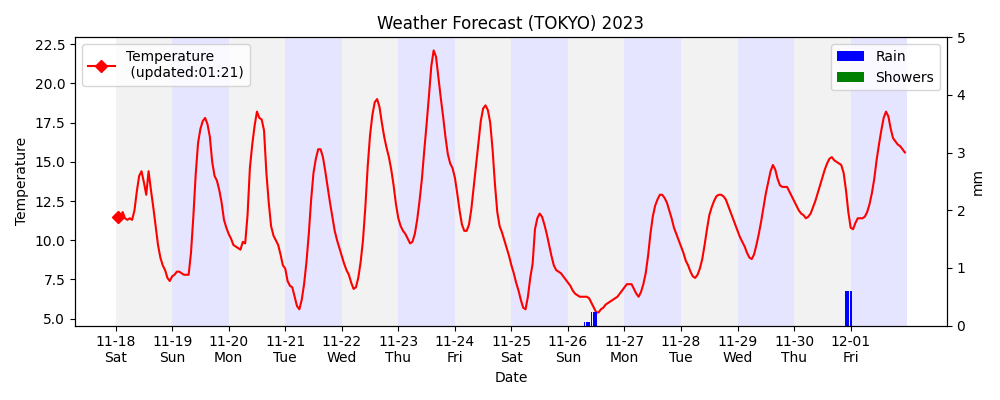 Weather Forecast (TOKYO) 2023
Temperature
(updated:01:21)
Rain
Showers
Temperature
22.5
20.0
17.5
15.0
12.5
10.0
7.5
5.0
5
4
3
2
1
0
mm
11-18 11-19 11-20 11-21 11-22 11-23 11-24 11-25 11-26 11-27 11-28 11-29 11-30 12-01
Sat Sun Mon Tue Wed Thu Fri Sat Sun Mon Tue Wed Thu Fri
Date